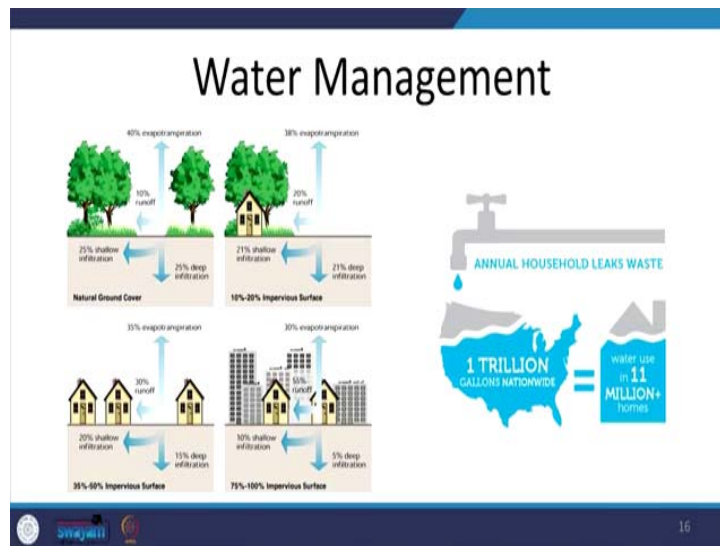 Water Management
40% evapotranspiration
10%
runoff
25% shallow
infiltration
25% deep
infiltration
Natural Ground Cover
38% evapotranspiration
20%
runoff
21% shallow
infiltration
21% deep
infiltration
10%-20% Impervious Surface
35% evapotranspiration
30%
runoff
20% shallow
infiltration
15% deep
infiltration
35%-50% Impervious Surface
30% evapotranspiration
55%
runoff
10% shallow
infiltration
5% deep
infiltration
75%-100% Impervious Surface
ANNUAL HOUSEHOLD LEAKS WASTE
1 TRILLION
GALLONS NATIONWIDE
=
water use
in 11
MILLION+
homes
swayam
16